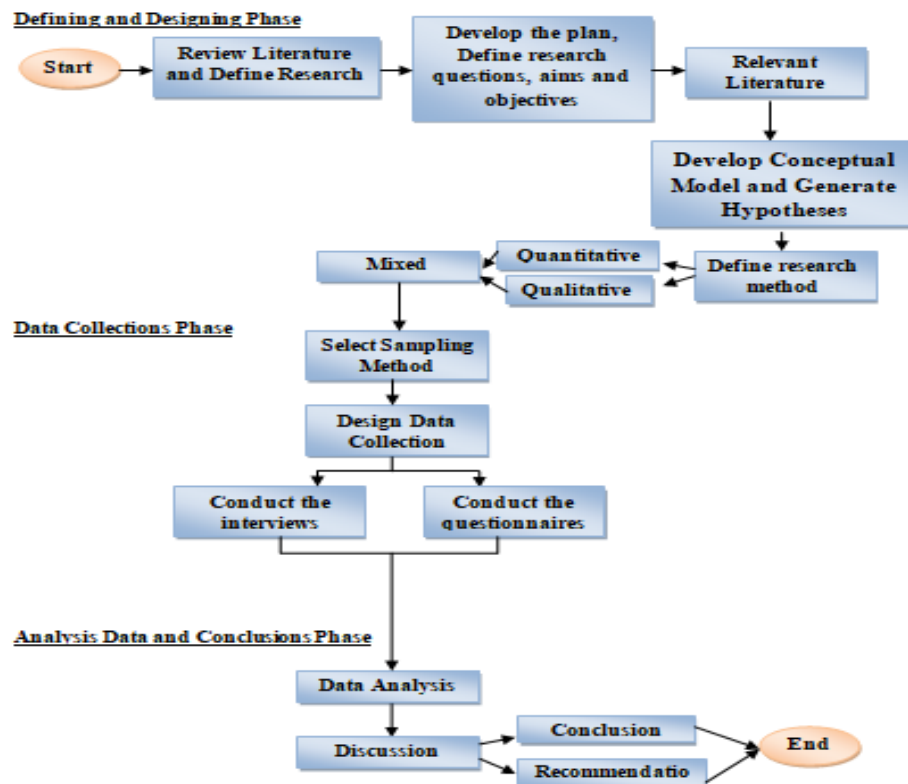 Defining and Designing Phase
Start
Review Literature
and Define Research
Develop the plan,
Define research
questions, aims and
objectives
Relevant
Literature
Develop Conceptual
Model and Generate
Hypotheses
Define research
method
Quantitative
Qualitative
Mixed
Data Collections Phase
Select Sampling
Method
Design Data
Collection
Conduct the
interviews
Conduct the
questionnaires
Analysis Data and Conclusions Phase
Data Analysis
Discussion
Conclusion
Recommendatio
End